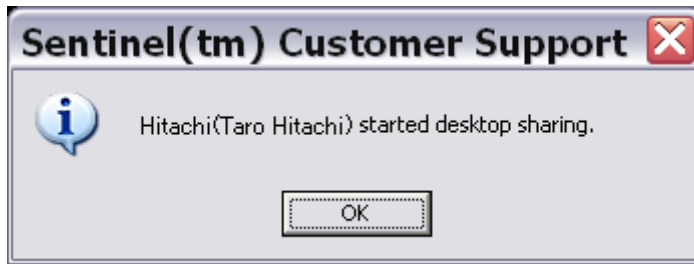 Sentinel(tm) Customer Support
Hitachi(Taro Hitachi) started desktop sharing.
OK